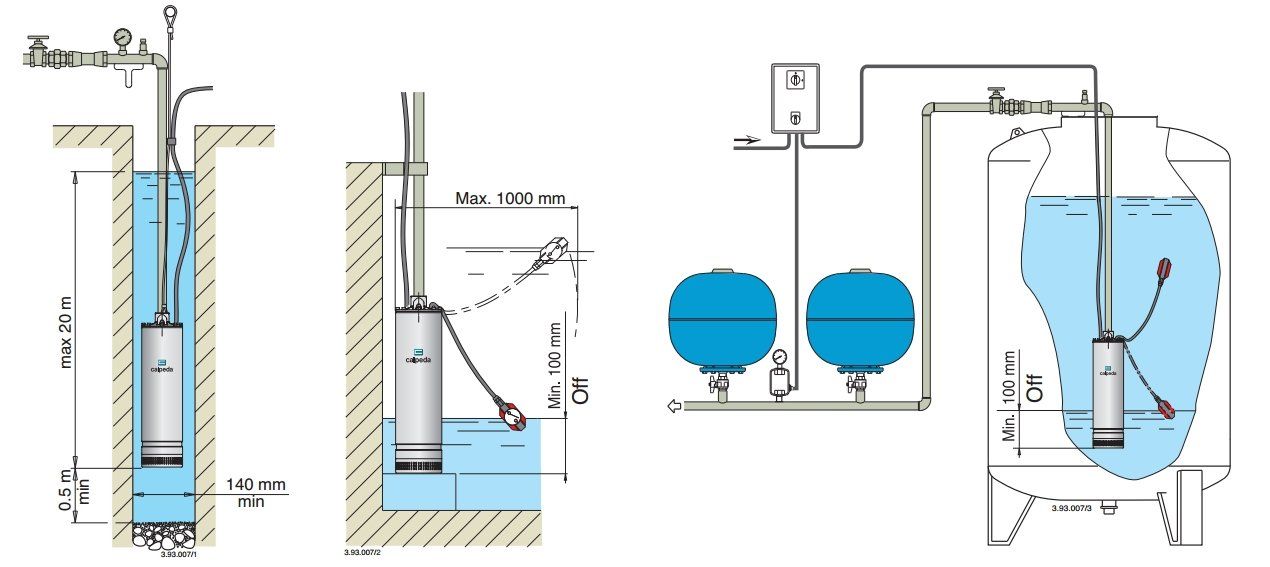 max 20 m
0.5 m
min
140 mm
min
calpeda
3.93.007/1
Max. 1000 mm
Min. 100 mm
Off
calpeda
3.93.007/2
Min. 100 mm
Off
calpeda
3.93.007/3